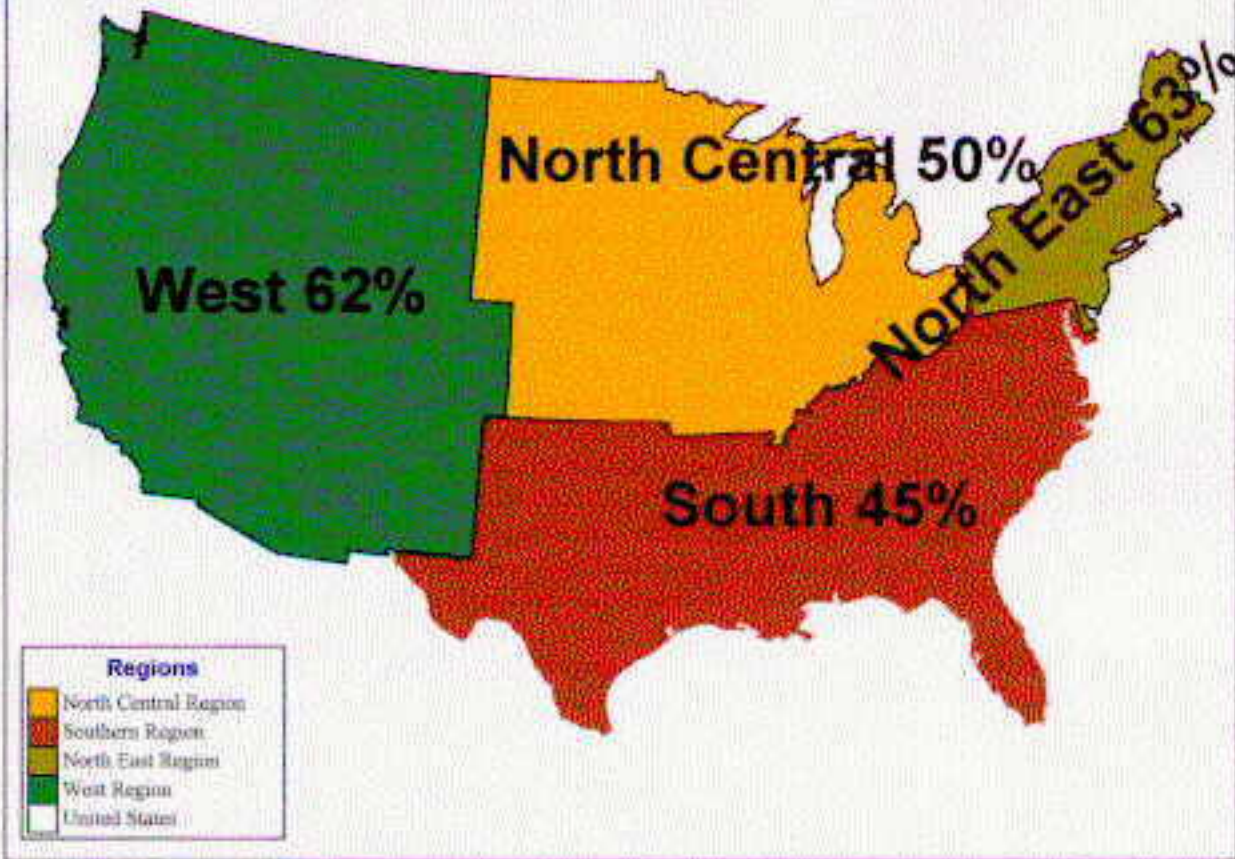 North East 63%
North Central 50%
West 62%
South 45%
Regions
North Central Region
Southern Region
North East Region
West Region
United States